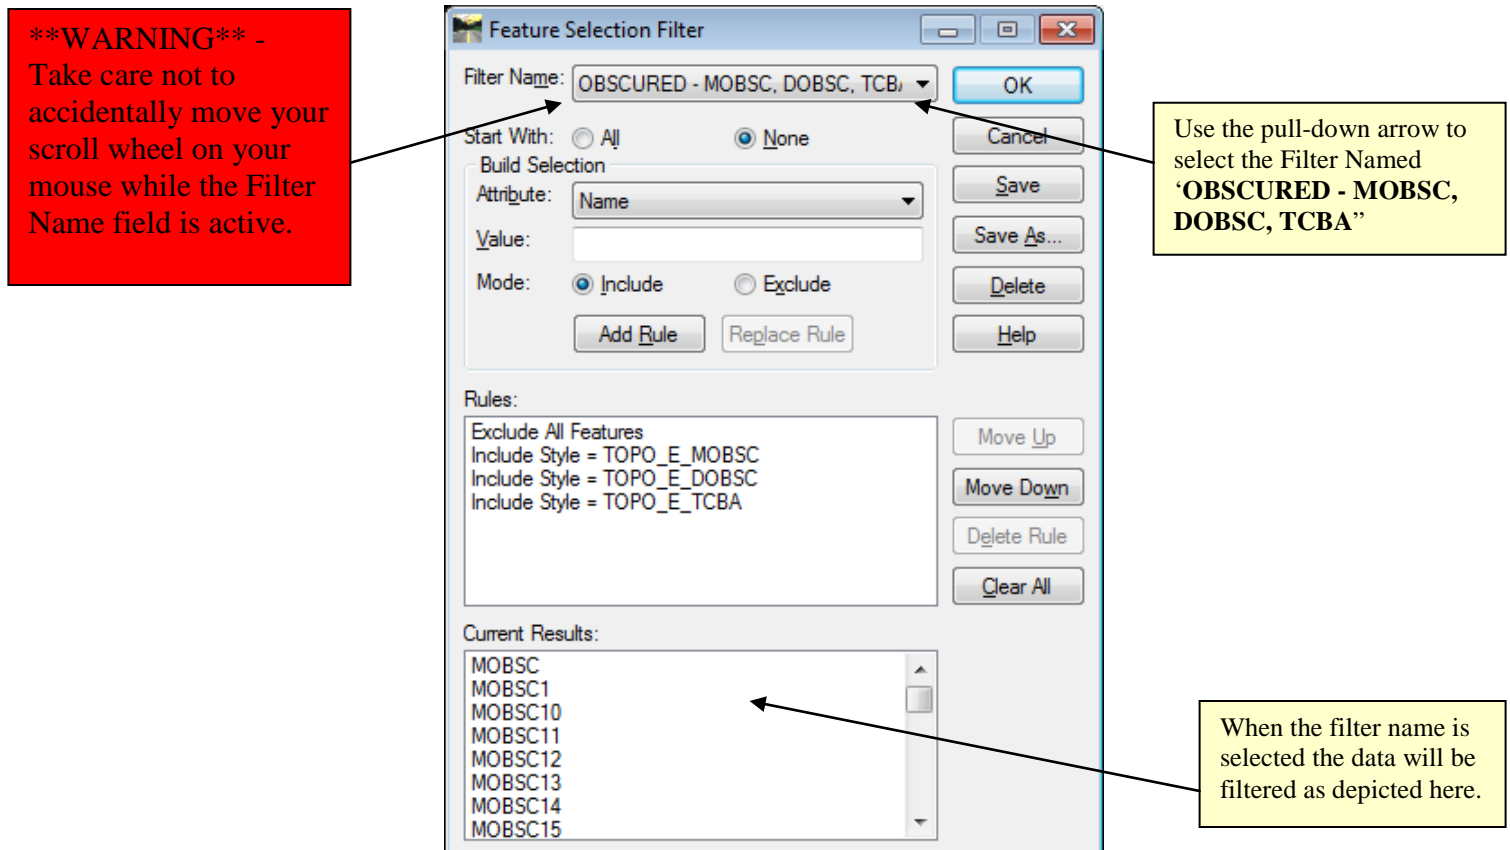 **WARNING** -
Take care not to
accidentally move your
scroll wheel on your
mouse while the Filter
Name field is active.
Feature Selection Filter
Filter Name: OBSCURED - MOBSC, DOBSC, TCB
OK
Start With: All None
Cancel
Build Selection
Attribute: Name
Save
Value:
Save As...
Mode: Include Exclude
Delete
Add Rule Replace Rule
Help
Rules:
Exclude All Features
Include Style = TOPO_E_MOBSC
Include Style = TOPO_E_DOBSC
Include Style = TOPO_E_TCBA
Move Up
Move Down
Delete Rule
Clear All
Current Results:
MOBSC
MOBSC1
MOBSC10
MOBSC11
MOBSC12
MOBSC13
MOBSC14
MOBSC15
Use the pull-down arrow to
select the Filter Named
‘OBSCURED - MOBSC,
DOBSC, TCBA”
When the filter name is
selected the data will be
filtered as depicted here.